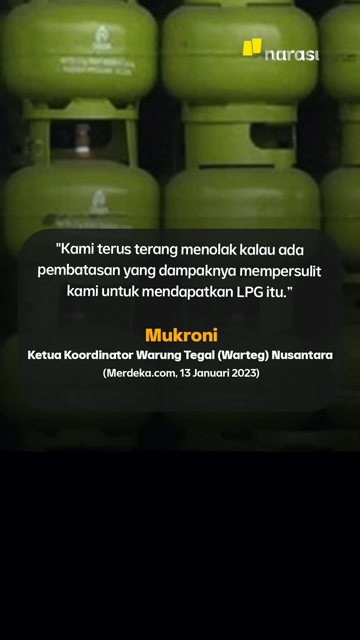 narasi
"Kami terus terang menolak kalau ada
pembatasan yang dampaknya mempersulit
kami untuk mendapatkan LPG itu."
Mukroni
Ketua Koordinator Warung Tegal (Warteg) Nusantara
(Merdeka.com, 13 Januari 2023)